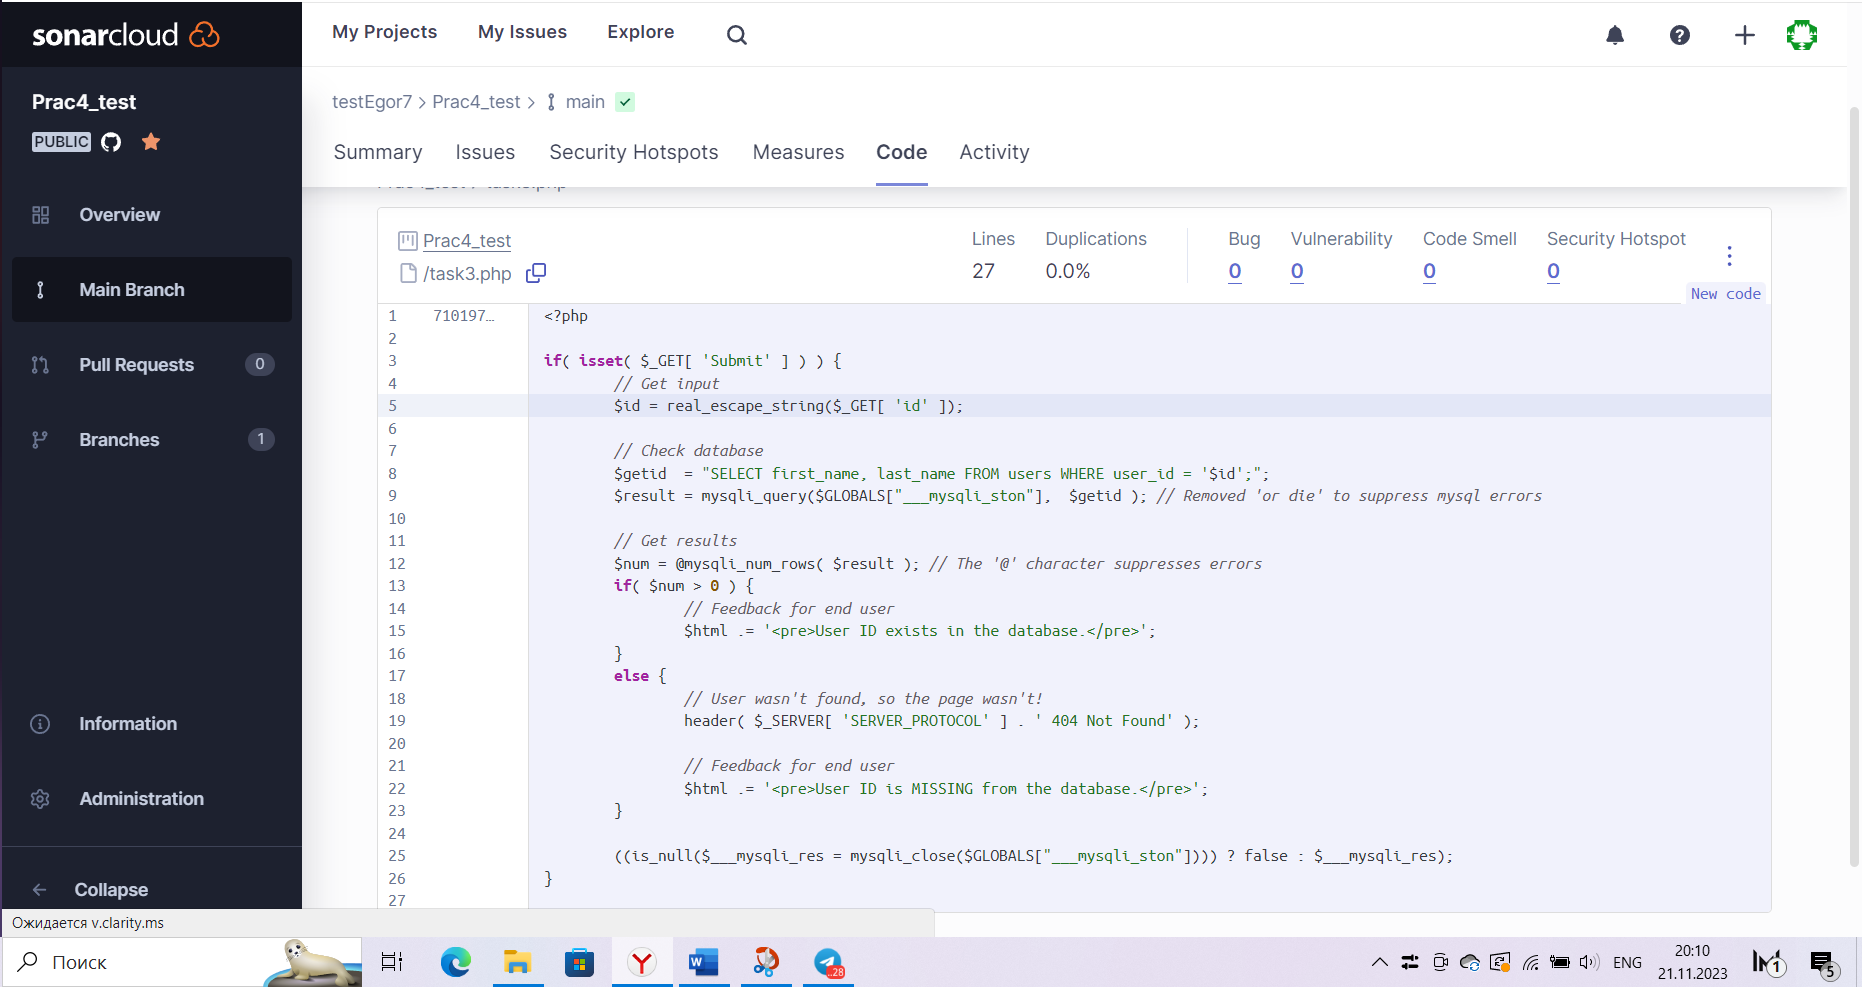 sonarcloud
My Projects My Issues Explore
Prac4_test
PUBLIC
testEgor7 > Prac4_test > main
Summary Issues Security Hotspots Measures Code Activity
Overview
Main Branch
Pull Requests 0
Branches 1
Information
Administration
Collapse
Prac4_test
/task3.php
Lines Duplications Bug Vulnerability Code Smell Security Hotspot
27 0.0% 0 0 0 0
New code
1 710197… <?php
2
3 if( isset( $_GET[ 'Submit' ] ) ) {
4 // Get input
5 $id = real_escape_string($_GET[ 'id' ]);
6
7 // Check database
8 $getid  = "SELECT first_name, last_name FROM users WHERE user_id = '$id';";
9 $result = mysqli_query($GLOBALS["___mysqli_ston"],  $getid ); // Removed 'or die' to suppress mysql errors
10
11 // Get results
12 $num = @mysqli_num_rows( $result ); // The '@' character suppresses errors
13 if( $num > 0 ) {
14 // Feedback for end user
15 $html .= '<pre>User ID exists in the database.</pre>';
16 }
17 else {
18 // User wasn't found, so the page wasn't!
19 header( $_SERVER[ 'SERVER_PROTOCOL' ] . ' 404 Not Found' );
20
21 // Feedback for end user
22 $html .= '<pre>User ID is MISSING from the database.</pre>';
23 }
24
25 ((is_null($___mysqli_res = mysqli_close($GLOBALS["___mysqli_ston"]))) ? false : $___mysqli_res);
26 }
27
Ожидается v.clarity.ms
Поиск
..28
ENG
20:10
21.11.2023
1
5